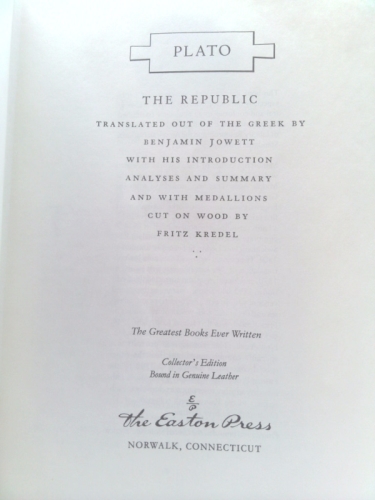 PLATO
THE REPUBLIC
TRANSLATED OUT OF THE GREEK BY
BENJAMIN JOWETT
WITH HIS INTRODUCTION
ANALYSES AND SUMMARY
AND WITH MEDALLIONS
CUT ON WOOD BY
FRITZ KREDEL
The Greatest Books Ever Written
Collector's Edition
Bound in Genuine Leather
E
P
the Easton Press
NORWALK, CONNECTICUT